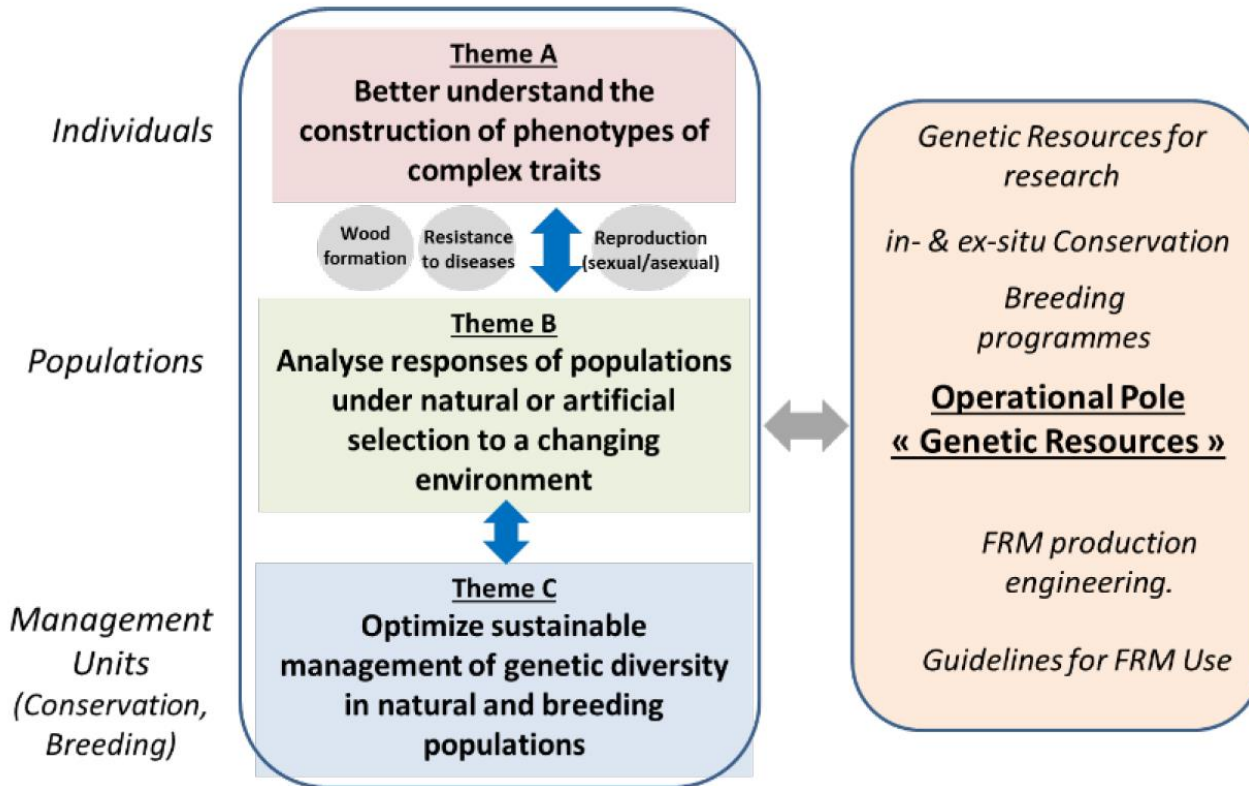 Individuals
Theme A
Better understand the
construction of phenotypes of
complex traits
Wood
formation
Resistance
to diseases
Reproduction
(sexual/asexual)
Populations
Theme B
Analyse responses of populations
under natural or artificial
selection to a changing
environment
Management
Units
(Conservation,
Breeding)
Theme C
Optimize sustainable
management of genetic diversity
in natural and breeding
populations
Genetic Resources for
research
in- & ex-situ Conservation
Breeding
programmes
Operational Pole
« Genetic Resources »
FRM production
engineering.
Guidelines for FRM Use